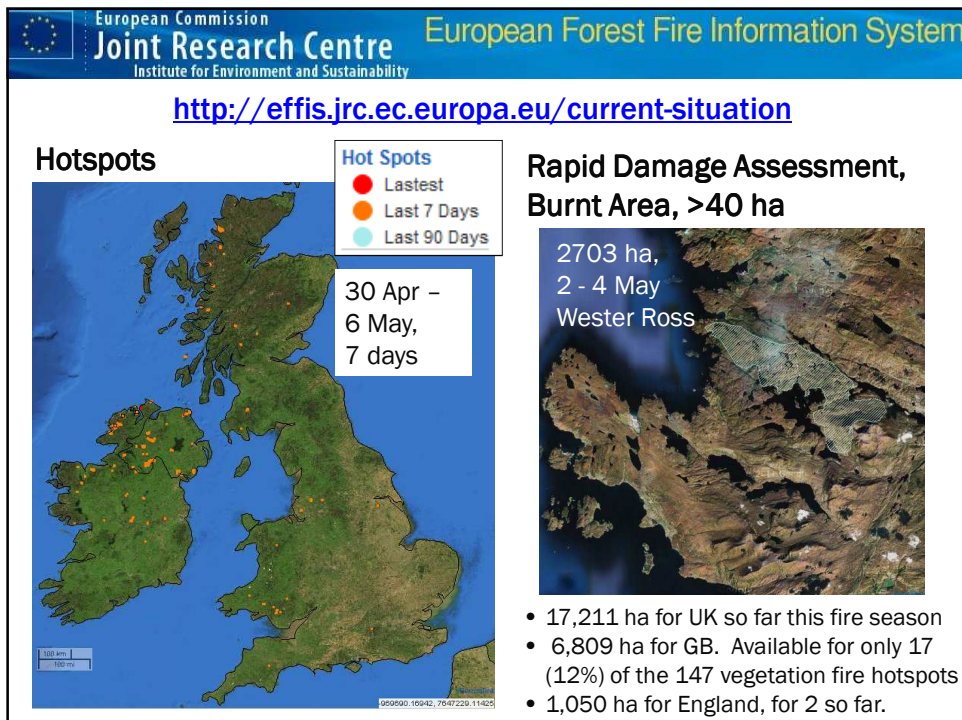 European Commission
Joint Research Centre
Institute for Environment and Sustainability
European Forest Fire Information System
http://effis.jrc.ec.europa.eu/current-situation
Hotspots
Hot Spots
Lastest
Last 7 Days
Last 90 Days
30 Apr –
6 May,
7 days
100 km
100 mi
-969690.16942, 7647229.11426
Rapid Damage Assessment,
Burnt Area, >40 ha
2703 ha,
2 - 4 May
Wester Ross
• 17,211 ha for UK so far this fire season
• 6,809 ha for GB. Available for only 17
(12%) of the 147 vegetation fire hotspots
• 1,050 ha for England, for 2 so far.